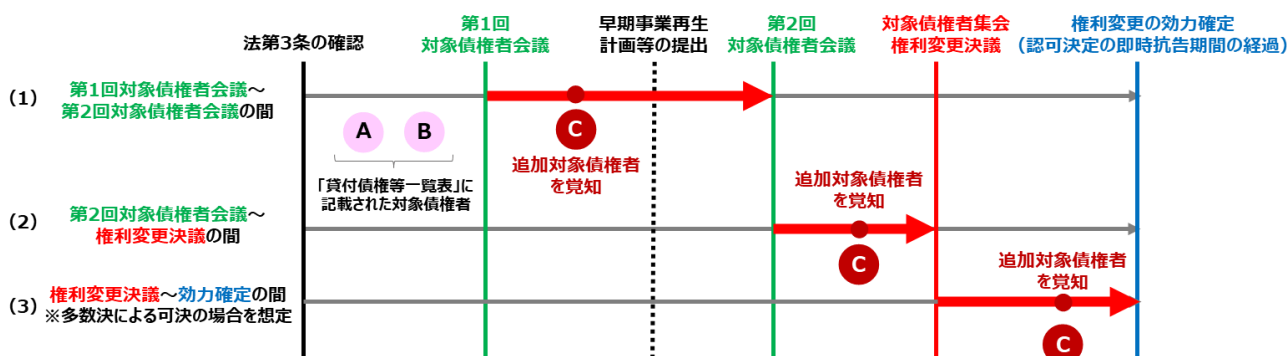 法第3条の確認
第1回
対象債権者会議
早期事業再生
計画等の提出
第2回
対象債権者会議
対象債権者集会
権利変更決議
権利変更の効力確定
(認可決定の即時抗告期間の経過)
(1)
第1回対象債権者会議～
第2回対象債権者会議の間
A
B
C
「貸付債権等一覧表」に
記載された対象債権者
追加対象債権者
を覚知
(2)
第2回対象債権者会議～
権利変更決議の間
追加対象債権者
を覚知
C
(3)
権利変更決議～効力確定の間
※多数決による可決の場合を想定
追加対象債権者
を覚知
C